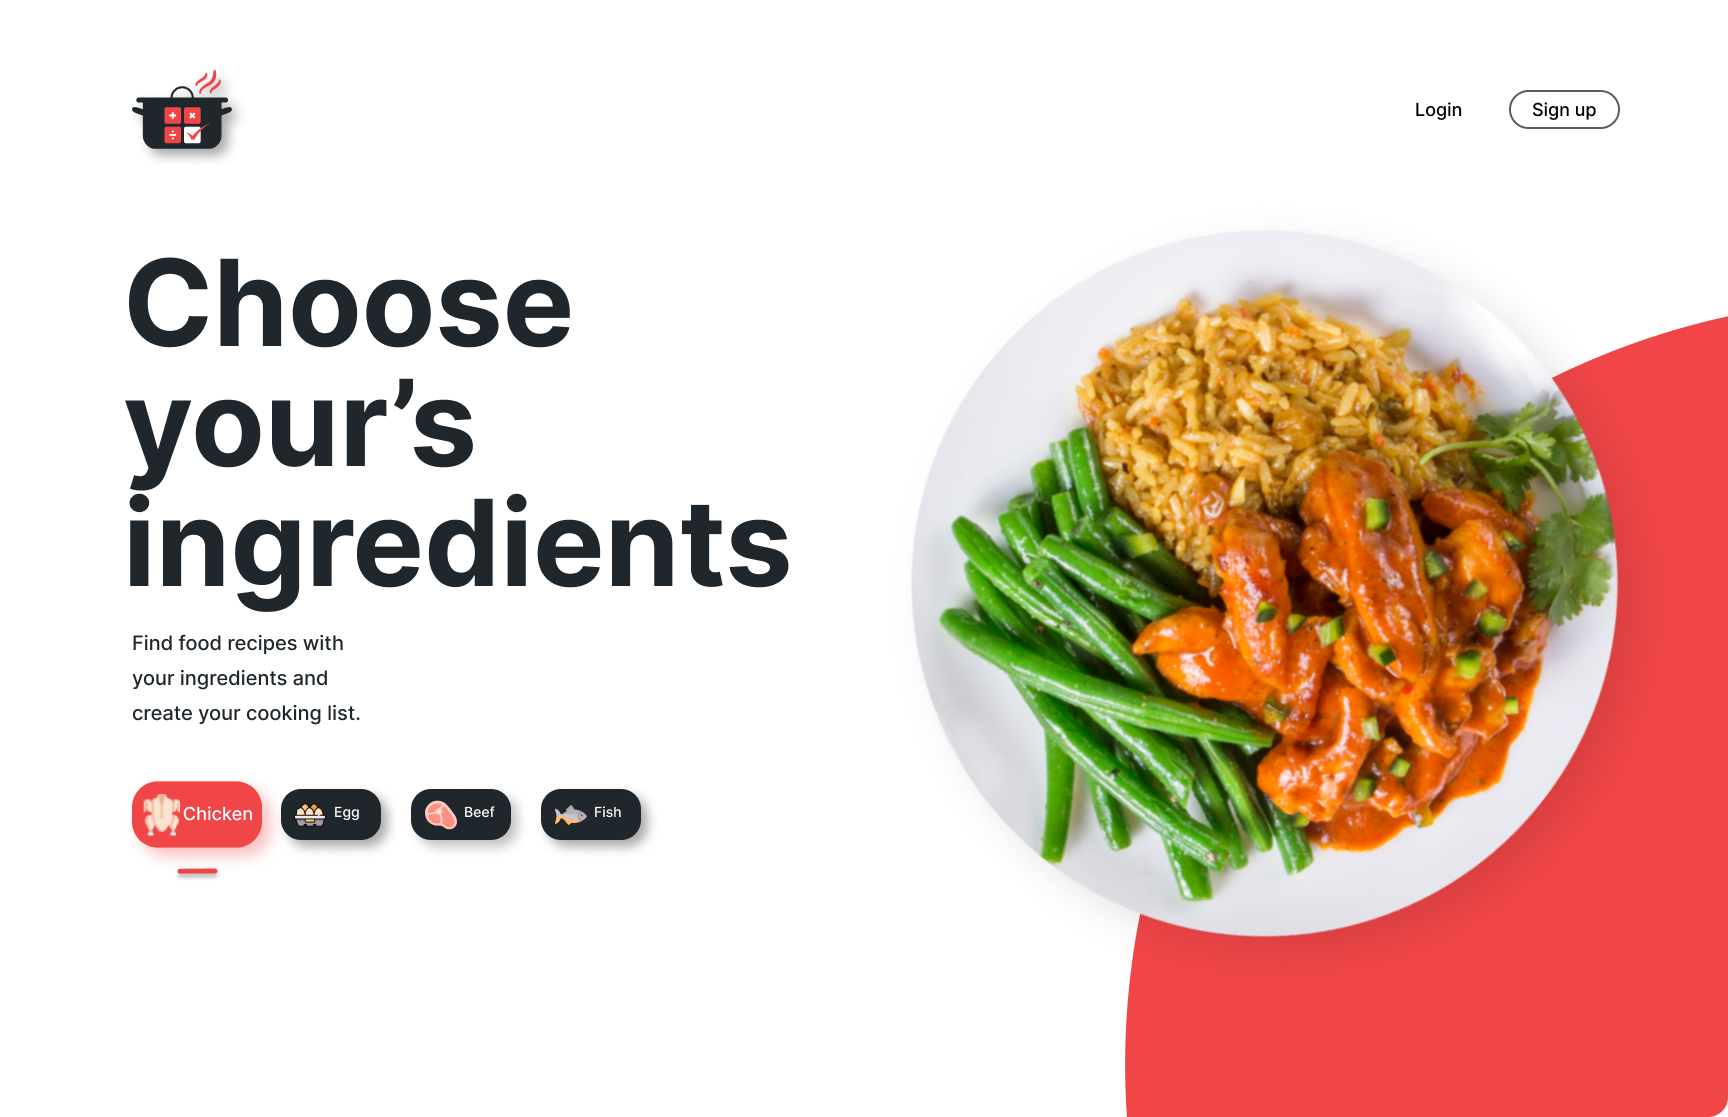 Login
Sign up
Choose
your’s
ingredients
Find food recipes with
your ingredients and
create your cooking list.
Chicken
Egg
Beef
Fish